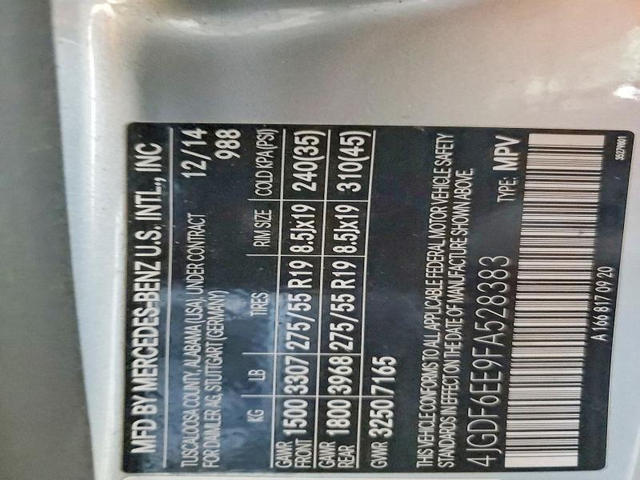 MFD BY MERCEDES-BENZ U.S. INTL., INC
TUSCALOOSA COUNTY, ALABAMA (USA) UNDER CONTRACT 12/14
FOR DAIMLER AG, STUTTGART (GERMANY) 988
KG LB TIRES RIM SIZE COLD KPA (PSI)
GAWR FRONT 1500 3307 275/55 R19 8.5Jx19 240(35)
GAWR REAR 1800 3968 275/55 R19 8.5Jx19 310(45)
GVWR 3250 7165
THIS VEHICLE CONFORMS TO ALL APPLICABLE FEDERAL MOTOR VEHICLE SAFETY
STANDARDS IN EFFECT ON THE DATE OF MANUFACTURE SHOWN ABOVE.
4JGDF6EE9FA528383 TYPE: MPV
A 166 817 09 20